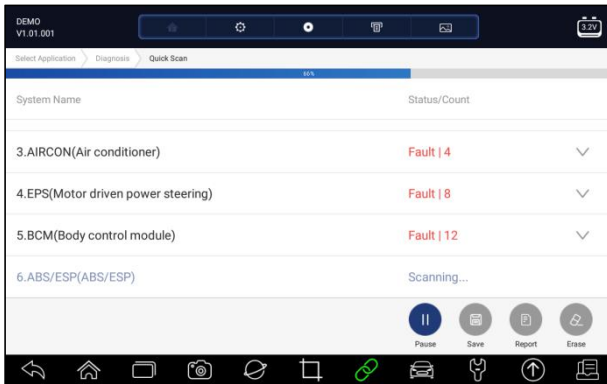 DEMO
V1.01.001
3.2V
Select Application Diagnosis Quick Scan
System Name Status/Count
3.AIRCON(Air conditioner) Fault | 4
4.EPS(Motor driven power steering) Fault | 8
5.BCM(Body control module) Fault | 12
6.ABS/ESP(ABS/ESP) Scanning...
Pause Save Report Erase